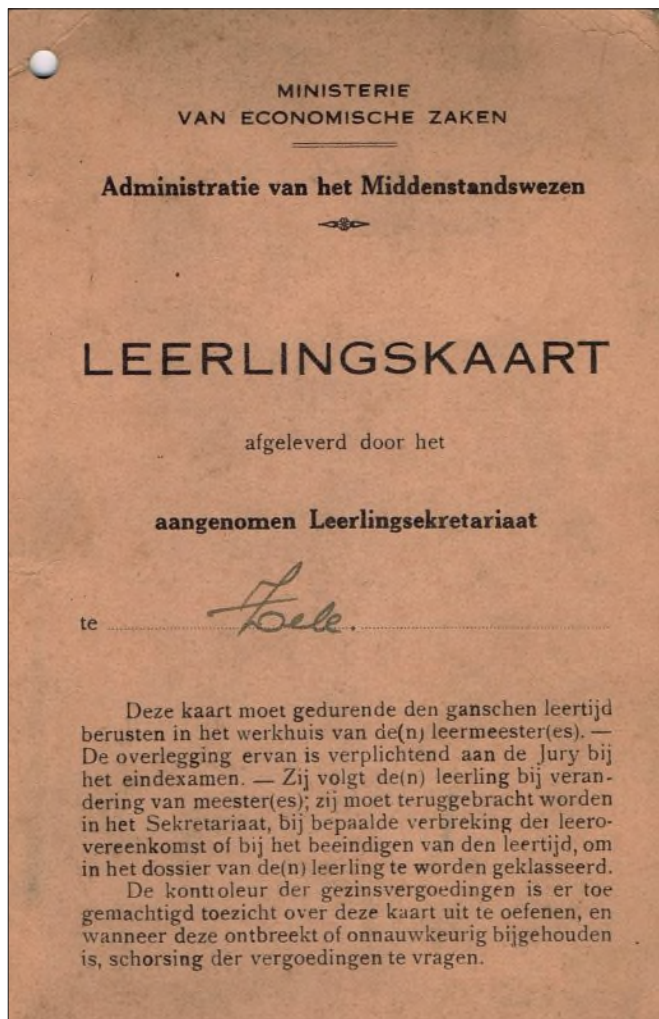 MINISTERIE
VAN ECONOMISCHE ZAKEN
Administratie van het Middenstandswezen
LEERLINGSKAART
afgeleverd door het
aangenomen Leerlingsekretariaat
te Zele.
Deze kaart moet gedurende den ganschen leertijd
berusten in het werkhuis van de(n) leermeester(es). —
De overlegging ervan is verplichtend aan de Jury bij
het eindexamen. — Zij volgt de(n) leerling bij veran-
dering van meester(es); zij moet teruggebracht worden
in het Sekretariaat, bij bepaalde verbreking der leero-
vereenkomst of bij het beeindigen van den leertijd, om
in het dossier van de(n) leerling te worden geklasseerd.
De kontroleur der gezinsvergoedingen is er toe
gemachtigd toezicht over deze kaart uit te oefenen, en
wanneer deze ontbreekt of onnauwkeurig bijgehouden
is, schorsing der vergoedingen te vragen.